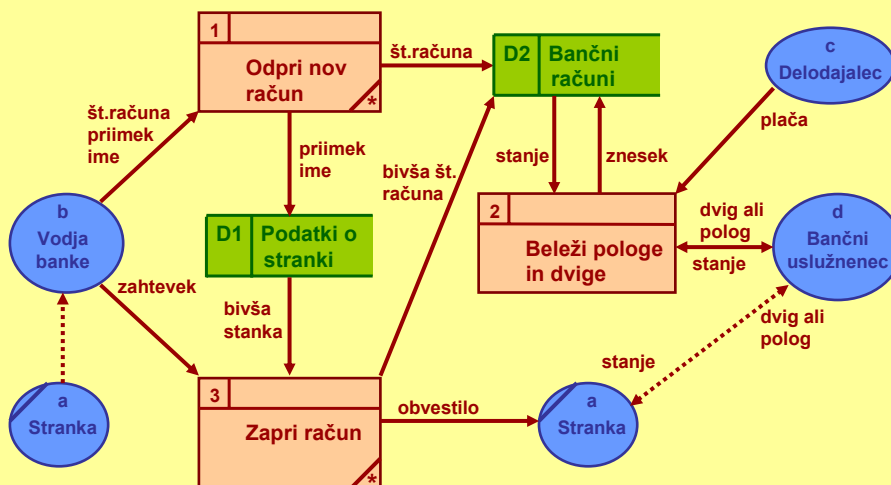 1
Odpri nov
račun
*
št.računa
D2
Bančni
računi
c
Delodajalec
plača
št.računa
priimek
ime
priimek
ime
bivša št.
računa
stanje
znesek
b
Vodja
banke
D1
Podatki o
stranki
2
Beleži pologe
in dvige
dvig ali
polog
stanje
d
Bančni
uslužnenec
zahtevek
bivša
stanka
dvig ali
polog
stanje
a
Stranka
3
Zapri račun
*
obvestilo
a
Stranka